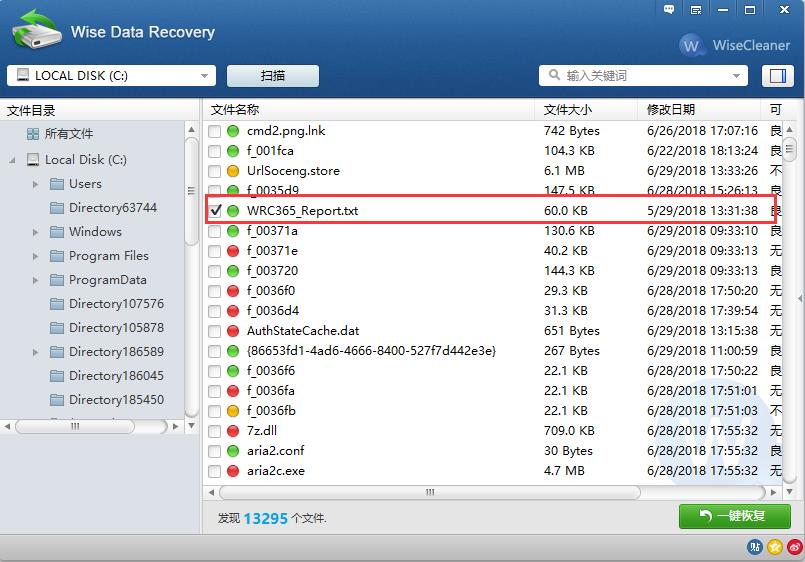 Wise Data Recovery
W WiseCleaner
LOCAL DISK (C:) 扫描 输入关键词
文件目录 文件名称 文件大小 修改日期 可
所有文件
Local Disk (C:)
Users
Directory63744
Windows
Program Files
ProgramData
Directory107576
Directory105878
Directory186589
Directory186045
Directory185450
cmd2.png.lnk 742 Bytes 6/26/2018 17:07:16 良
f_001fca 104.3 KB 6/22/2018 18:13:24 良
UrlSoceng.store 6.1 MB 6/29/2018 13:33:26 不
f_0035d9 147.5 KB 6/28/2018 15:26:13 良
WRC365_Report.txt 60.0 KB 5/29/2018 13:31:38 良
f_00371a 130.6 KB 6/29/2018 09:33:10 良
f_00371e 40.2 KB 6/29/2018 09:33:13 无
f_003720 144.3 KB 6/29/2018 09:33:13 良
f_0036f0 29.3 KB 6/28/2018 17:50:20 无
f_0036d4 31.3 KB 6/28/2018 17:39:54 无
AuthStateCache.dat 651 Bytes 6/29/2018 13:15:38 无
{86653fd1-4ad6-4666-8400-527f7d442e3e} 267 Bytes 6/29/2018 11:00:59 良
f_0036f6 22.1 KB 6/28/2018 17:50:22 良
f_0036fa 22.1 KB 6/28/2018 17:51:01 无
f_0036fb 22.1 KB 6/28/2018 17:51:03 不
7z.dll 709.0 KB 6/28/2018 17:55:32 无
aria2.conf 30 Bytes 6/28/2018 17:55:32 良
aria2c.exe 4.7 MB 6/28/2018 17:55:32 无
发现 13295 个文件. 一键恢复
贴